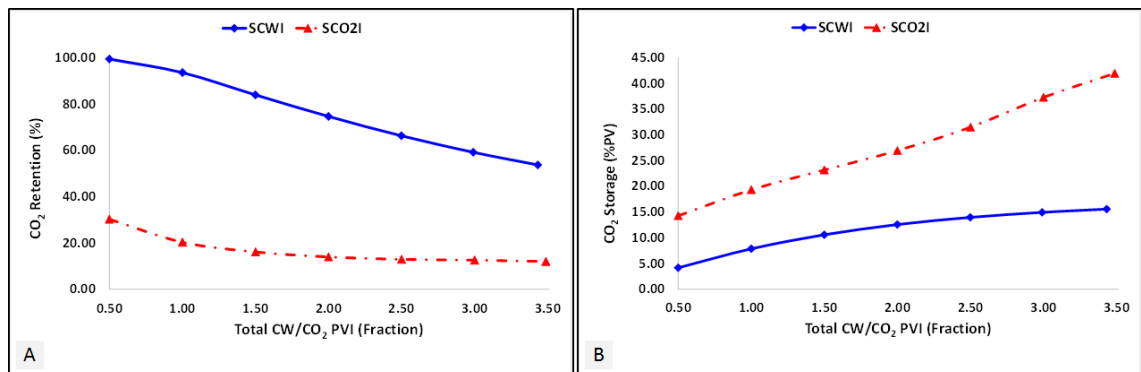 SCWI SCO2I
100.00
80.00
60.00
40.00
20.00
0.00
CO2 Retention (%)
0.50 1.00 1.50 2.00 2.50 3.00 3.50
Total CW/CO2 PVI (Fraction)
A
SCWI SCO2I
45.00
40.00
35.00
30.00
25.00
20.00
15.00
10.00
5.00
0.00
CO2 Storage (%PV)
0.50 1.00 1.50 2.00 2.50 3.00 3.50
Total CW/CO2 PVI (Fraction)
B